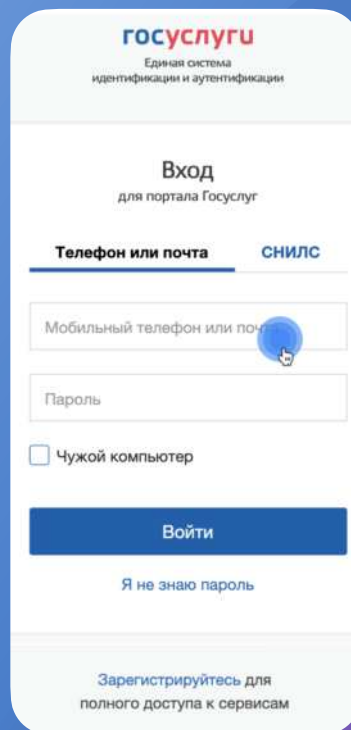 госуслуги
Единая система
идентификации и аутентификации
Вход
для портала Госуслуг
Телефон или почта СНИЛС
Мобильный телефон или почта
Пароль
Чужой компьютер
Войти
Я не знаю пароль
Зарегистрируйтесь для
полного доступа к сервисам